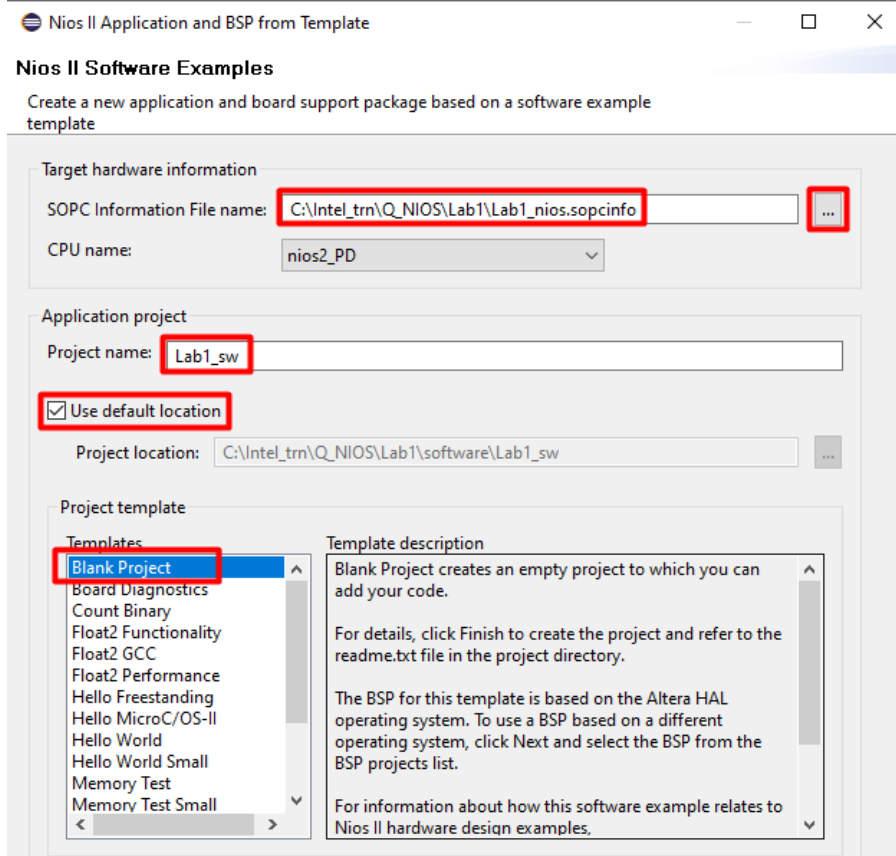 Nios II Application and BSP from Template
Nios II Software Examples
Create a new application and board support package based on a software example
template
Target hardware information
SOPC Information File name: C:\Intel_trn\Q_NIOS\Lab1\Lab1_nios.sopcinfo ...
CPU name: nios2_PD
Application project
Project name: Lab1_sw
Use default location
Project location: C:\Intel_trn\Q_NIOS\Lab1\software\Lab1_sw ...
Project template
Templates
Blank Project
Board Diagnostics
Count Binary
Float2 Functionality
Float2 GCC
Float2 Performance
Hello Freestanding
Hello MicroC/OS-II
Hello World
Hello World Small
Memory Test
Memory Test Small
Template description
Blank Project creates an empty project to which you can
add your code.
For details, click Finish to create the project and refer to the
readme.txt file in the project directory.
The BSP for this template is based on the Altera HAL
operating system. To use a BSP based on a different
operating system, click Next and select the BSP from the
BSP projects list.
For information about how this software example relates to
Nios II hardware design examples,